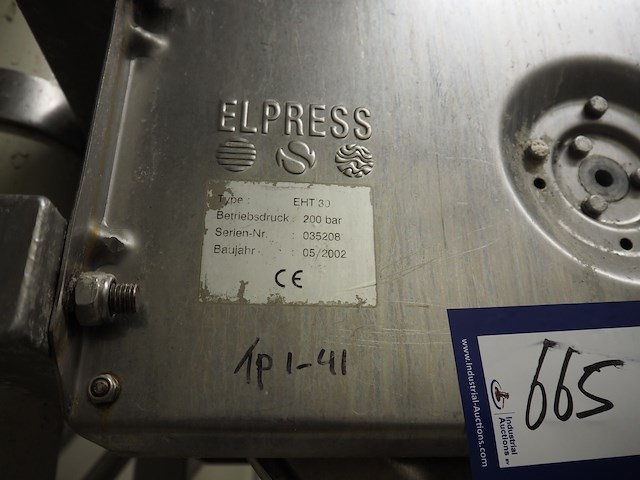 ELPRESS
Type : EHT 30
Betriebsdruck : 200 bar
Serien-Nr. : 035208
Baujahr : 05/2002
CE
1p 1-41
665
www.Industrial-Auctions.com
Industrial
Auctions BV